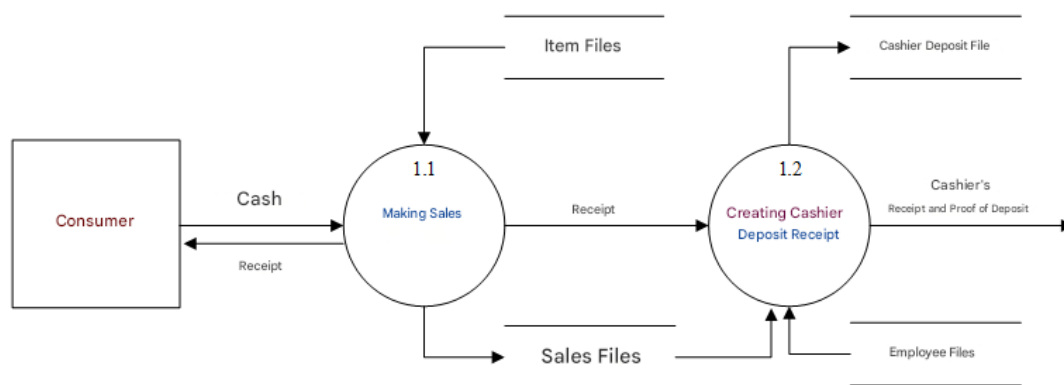 Item Files
Cashier Deposit File
1.1
1.2
Consumer
Cash
Making Sales
Receipt
Creating Cashier
Deposit Receipt
Cashier's
Receipt and Proof of Deposit
Receipt
Sales Files
Employee Files